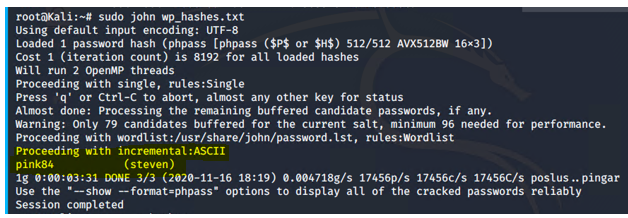 root@Kali:~# sudo john wp_hashes.txt
Using default input encoding: UTF-8
Loaded 1 password hash (phpass [phpass ($P$ or $H$) 512/512 AVX512BW 16×3])
Cost 1 (iteration count) is 8192 for all loaded hashes
Will run 2 OpenMP threads
Proceeding with single, rules:Single
Press 'q' or Ctrl-C to abort, almost any other key for status
Almost done: Processing the remaining buffered candidate passwords, if any.
Warning: Only 79 candidates buffered for the current salt, minimum 96 needed for performance.
Proceeding with wordlist:/usr/share/john/password.lst, rules:Wordlist
Proceeding with incremental:ASCII
pink84 (steven)
1g 0:00:03:31 DONE 3/3 (2020-11-16 18:19) 0.004718g/s 17456p/s 17456c/s 17456C/s poslus..pingar
Use the "--show --format=phpass" options to display all of the cracked passwords reliably
Session completed